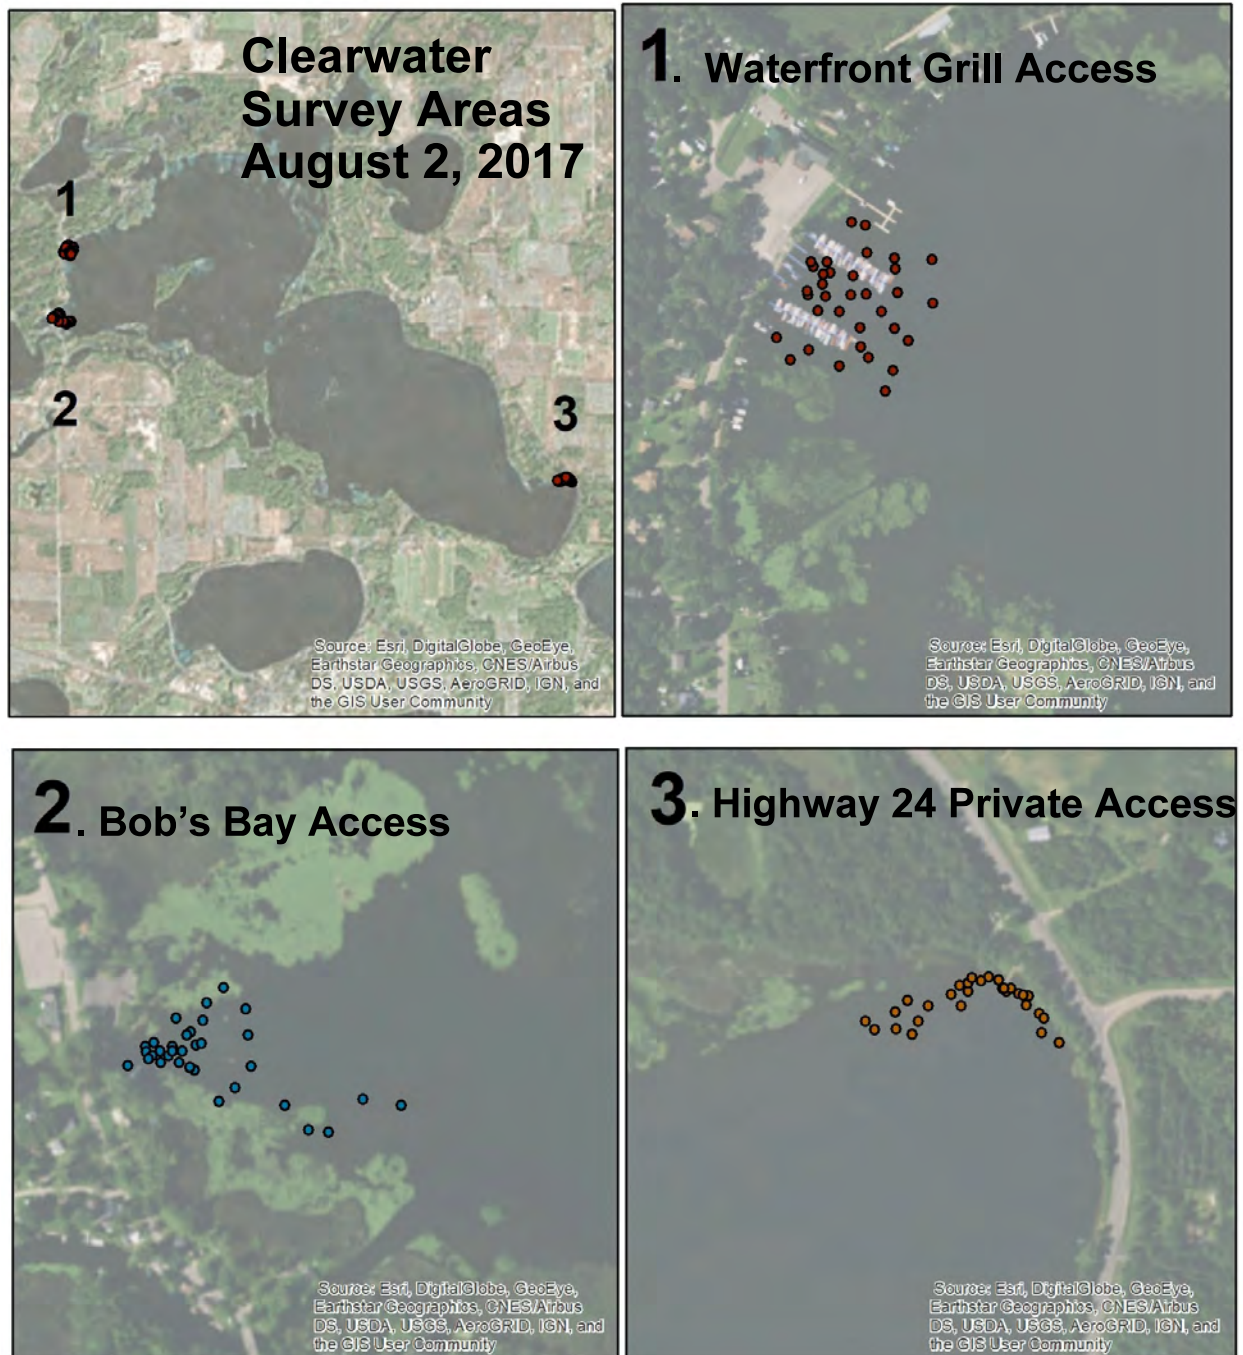 Clearwater
Survey Areas
August 2, 2017
1
2
3
Source: Esri, DigitalGlobe, GeoEye,
Earthstar Geographics, CNES/Airbus
DS, USDA, USGS, AeroGRID, IGN, and
the GIS User Community
1. Waterfront Grill Access
Source: Esri, DigitalGlobe, GeoEye,
Earthstar Geographics, CNES/Airbus
DS, USDA, USGS, AeroGRID, IGN, and
the GIS User Community
2. Bob's Bay Access
Source: Esri, DigitalGlobe, GeoEye,
Earthstar Geographics, CNES/Airbus
DS, USDA, USGS, AeroGRID, IGN, and
the GIS User Community
3. Highway 24 Private Access
Source: Esri, DigitalGlobe, GeoEye,
Earthstar Geographics, CNES/Airbus
DS, USDA, USGS, AeroGRID, IGN, and
the GIS User Community